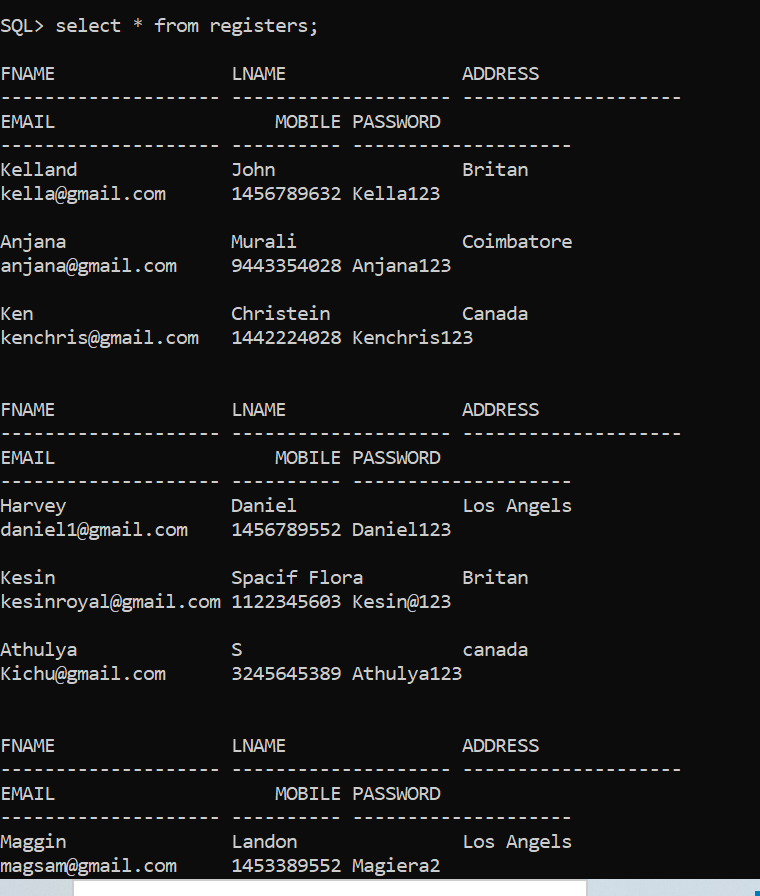 SQL> select * from registers;
FNAME LNAME ADDRESS
-------------------- -------------------- --------------------
EMAIL MOBILE PASSWORD
-------------------- ---------- --------------------
Kelland John Britan
kella@gmail.com 1456789632 Kella123
Anjana Murali Coimbatore
anjana@gmail.com 9443354028 Anjana123
Ken Christein Canada
kenchris@gmail.com 1442224028 Kenchris123
FNAME LNAME ADDRESS
-------------------- -------------------- --------------------
EMAIL MOBILE PASSWORD
-------------------- ---------- --------------------
Harvey Daniel Los Angels
daniel1@gmail.com 1456789552 Daniel123
Kesin Spacif Flora Britan
kesinroyal@gmail.com 1122345603 Kesin@123
Athulya S canada
Kichu@gmail.com 3245645389 Athulya123
FNAME LNAME ADDRESS
-------------------- -------------------- --------------------
EMAIL MOBILE PASSWORD
-------------------- ---------- --------------------
Maggin Landon Los Angels
magsam@gmail.com 1453389552 Magiera2